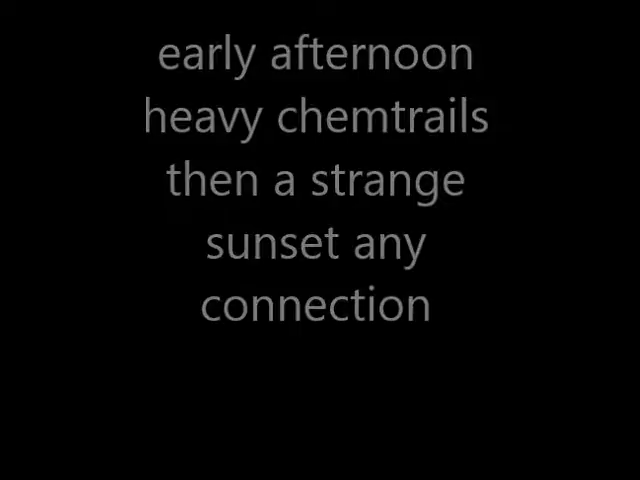 early afternoon
heavy chemtrails
then a strange
sunset any
connection